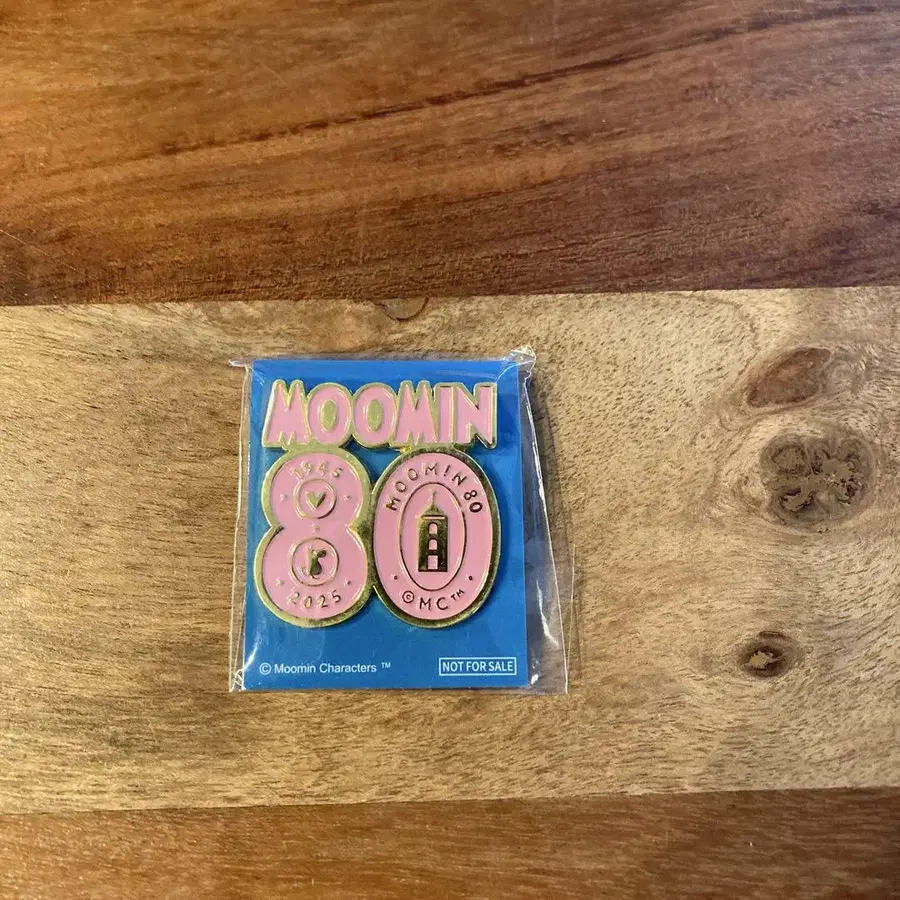 MOOMIN
1945
2025
MOOMIN 80
©MC™
© Moomin Characters ™
NOT FOR SALE